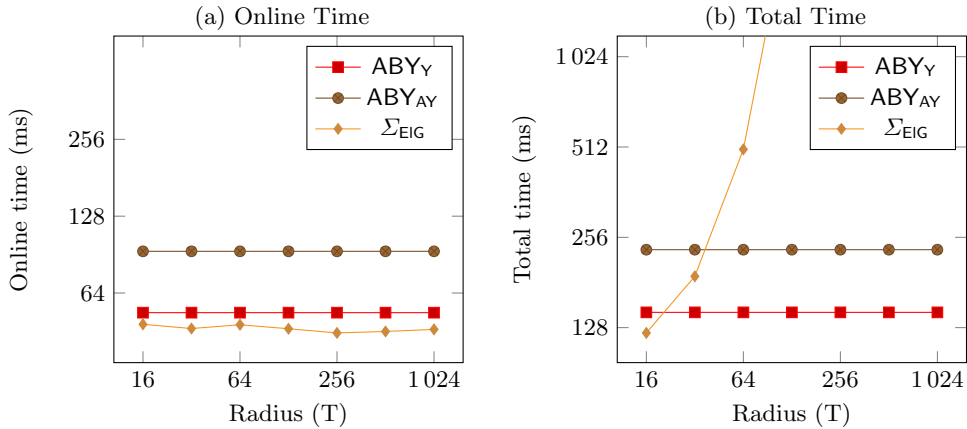 (a) Online Time
Online time (ms)
256
128
64
16
64
256
1 024
Radius (T)
ABY_Y
ABY_AY
Σ_EIG
(b) Total Time
Total time (ms)
1 024
512
256
128
16
64
256
1 024
Radius (T)
ABY_Y
ABY_AY
Σ_EIG